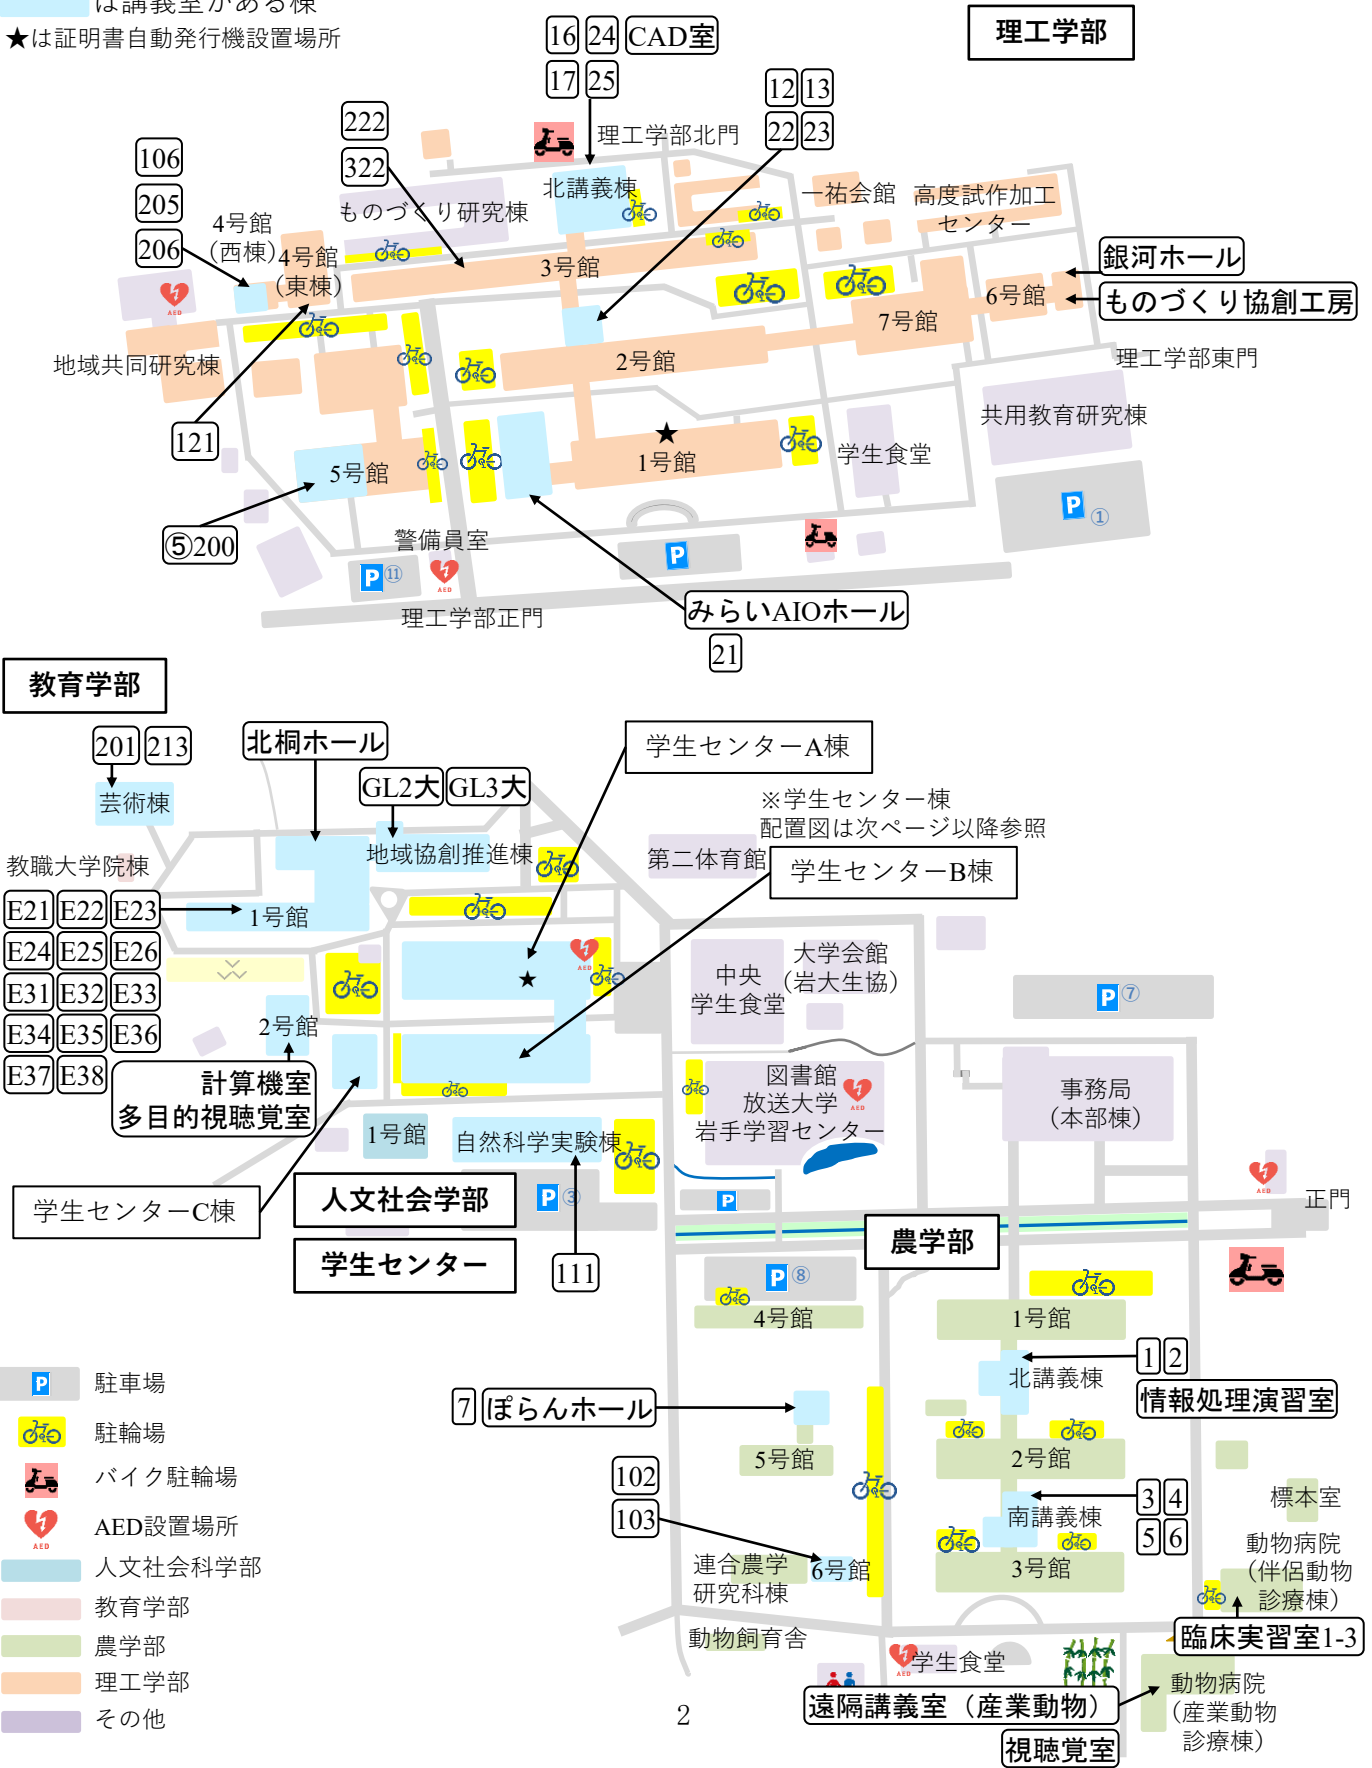 は講義室がある棟
★は証明書自動発行機設置場所
理工学部
16 24 CAD室
17 25
12 13
22 23
222
322
106
205
206
理工学部北門
北講義棟
ものづくり研究棟
4号館
(西棟)
4号館
(東棟)
3号館
一祐会館
高度試作加工
センター
銀河ホール
ものづくり協創工房
6号館
7号館
2号館
理工学部東門
地域共同研究棟
AED
121
共用教育研究棟
★
1号館
学生食堂
5号館
⑤200
警備員室
P ①
P
P ⑪
AED
理工学部正門
みらいAIOホール
21
教育学部
201 213
北桐ホール
学生センターA棟
GL2大 GL3大
芸術棟
※学生センター棟
配置図は次ページ以降参照
地域協創推進棟
第二体育館
学生センターB棟
教職大学院棟
E21 E22 E23
E24 E25 E26
E31 E32 E33
E34 E35 E36
E37 E38
1号館
AED
★
中央
学生食堂
大学会館
(岩大生協)
P ⑦
2号館
計算機室
多目的視聴覚室
図書館
放送大学
岩手学習センター
AED
事務局
(本部棟)
1号館
自然科学実験棟
学生センターC棟
人文社会学部
学生センター
P ③
P
AED
正門
農学部
111
P ⑧
4号館
1号館
1 2
北講義棟
情報処理演習室
7 ぽらんホール
5号館
2号館
102
103
3 4
5 6
南講義棟
標本室
連合農学
研究科棟
6号館
3号館
動物病院
(伴侶動物
診療棟)
臨床実習室1-3
動物飼育舎
AED
学生食堂
遠隔講義室（産業動物）
視聴覚室
動物病院
(産業動物
診療棟)
P 駐車場
駐輪場
バイク駐輪場
AED AED設置場所
人文社会科学部
教育学部
農学部
理工学部
その他
2